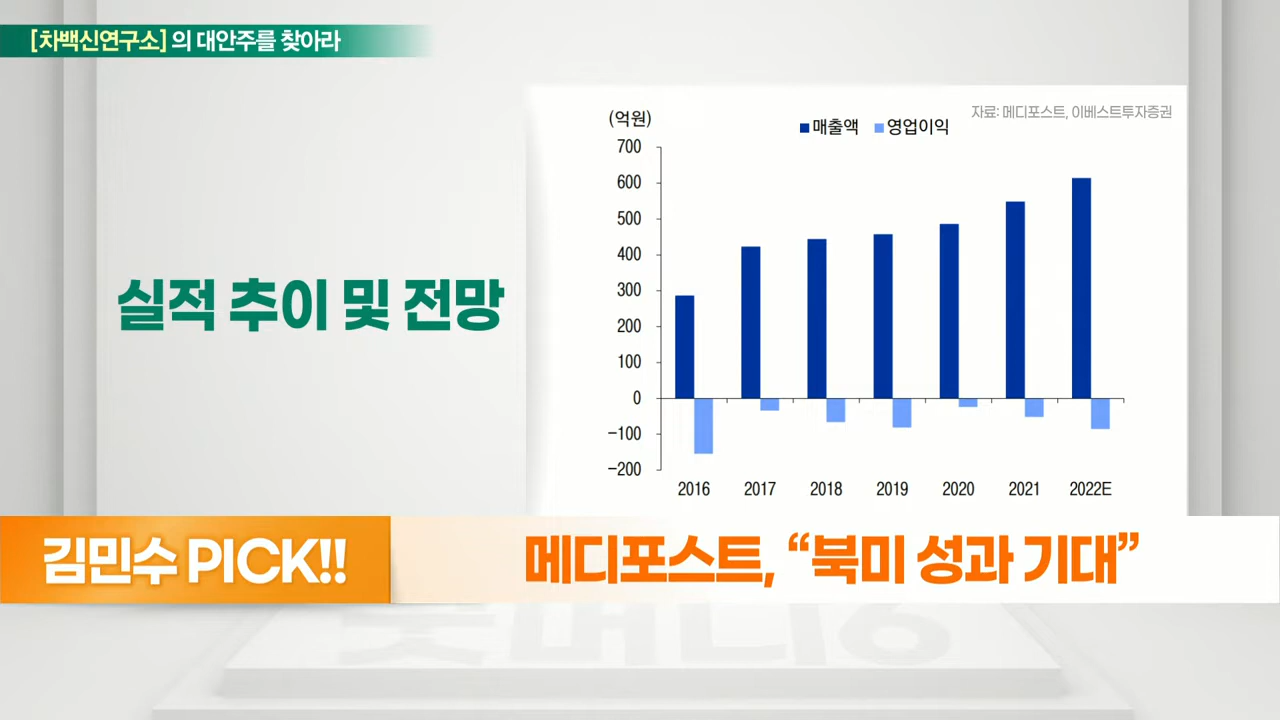 [차백신연구소] 의 대안주를 찾아라
실적 추이 및 전망
자료: 메디포스트, 이베스트투자증권
(억원)
매출액 영업이익
700
600
500
400
300
200
100
0
-100
-200
2016 2017 2018 2019 2020 2021 2022E
김민수 PICK!!
메디포스트, “북미 성과 기대”
굿머니6